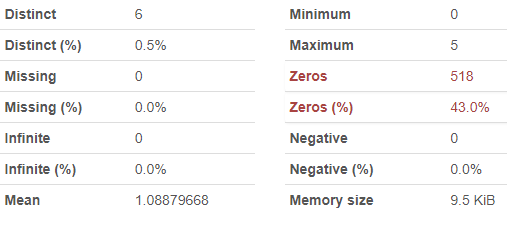 Distinct 6
Distinct (%) 0.5%
Missing 0
Missing (%) 0.0%
Infinite 0
Infinite (%) 0.0%
Mean 1.08879668
Minimum 0
Maximum 5
Zeros 518
Zeros (%) 43.0%
Negative 0
Negative (%) 0.0%
Memory size 9.5 KiB